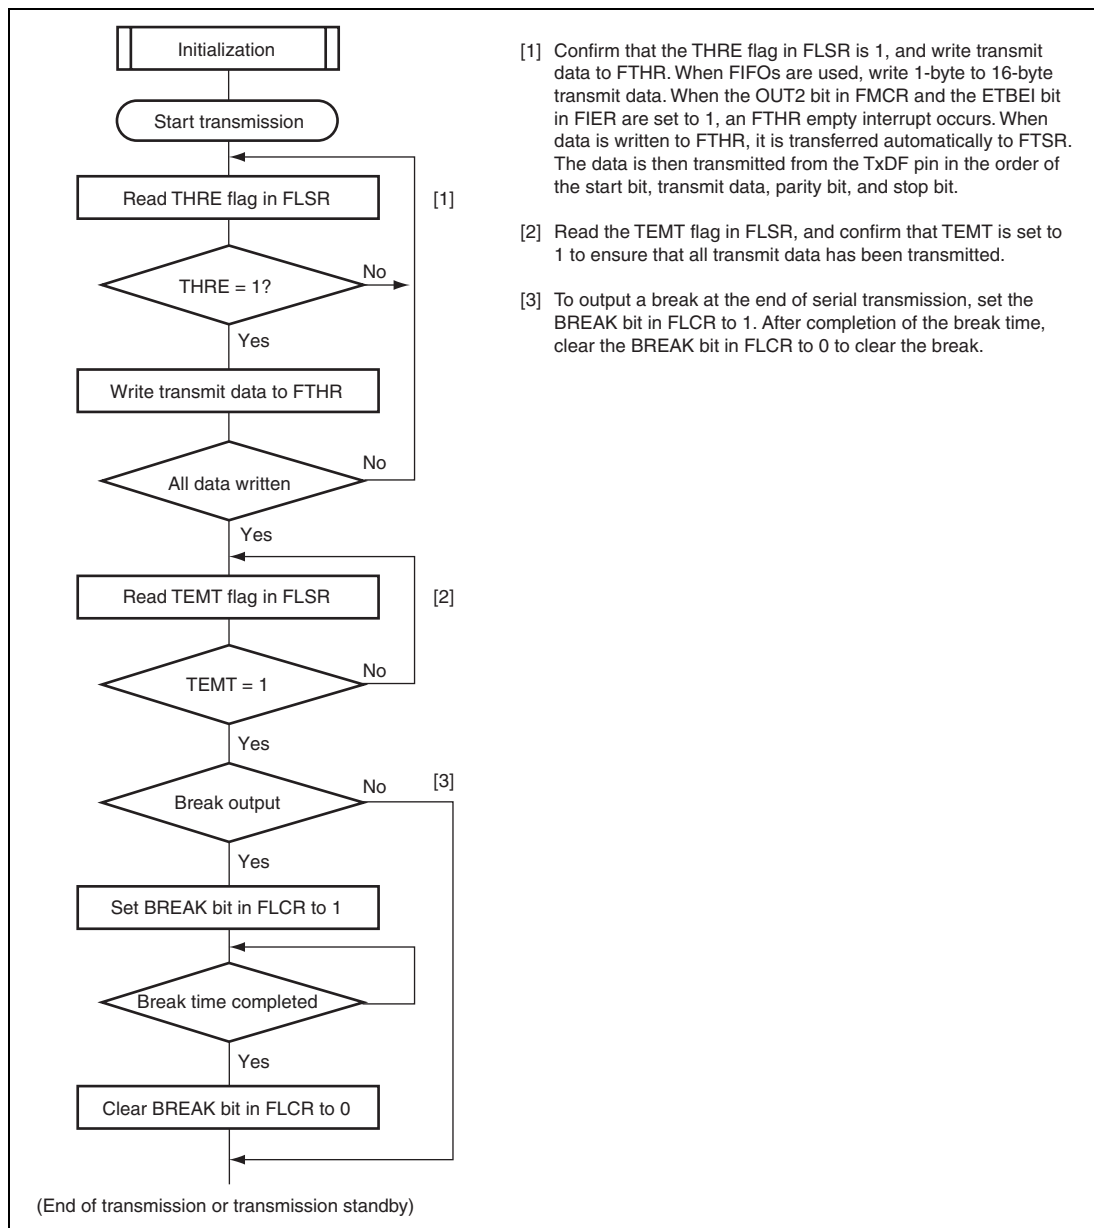 Initialization
Start transmission
Read THRE flag in FLSR
[1]
THRE = 1?
No
Yes
Write transmit data to FTHR
All data written
No
Yes
Read TEMT flag in FLSR
[2]
TEMT = 1
No
Yes
Break output
No
[3]
Yes
Set BREAK bit in FLCR to 1
Break time completed
Yes
Clear BREAK bit in FLCR to 0
(End of transmission or transmission standby)
[1] Confirm that the THRE flag in FLSR is 1, and write transmit
data to FTHR. When FIFOs are used, write 1-byte to 16-byte
transmit data. When the OUT2 bit in FMCR and the ETBEI bit
in FIER are set to 1, an FTHR empty interrupt occurs. When
data is written to FTHR, it is transferred automatically to FTSR.
The data is then transmitted from the TxDF pin in the order of
the start bit, transmit data, parity bit, and stop bit.
[2] Read the TEMT flag in FLSR, and confirm that TEMT is set to
1 to ensure that all transmit data has been transmitted.
[3] To output a break at the end of serial transmission, set the
BREAK bit in FLCR to 1. After completion of the break time,
clear the BREAK bit in FLCR to 0 to clear the break.